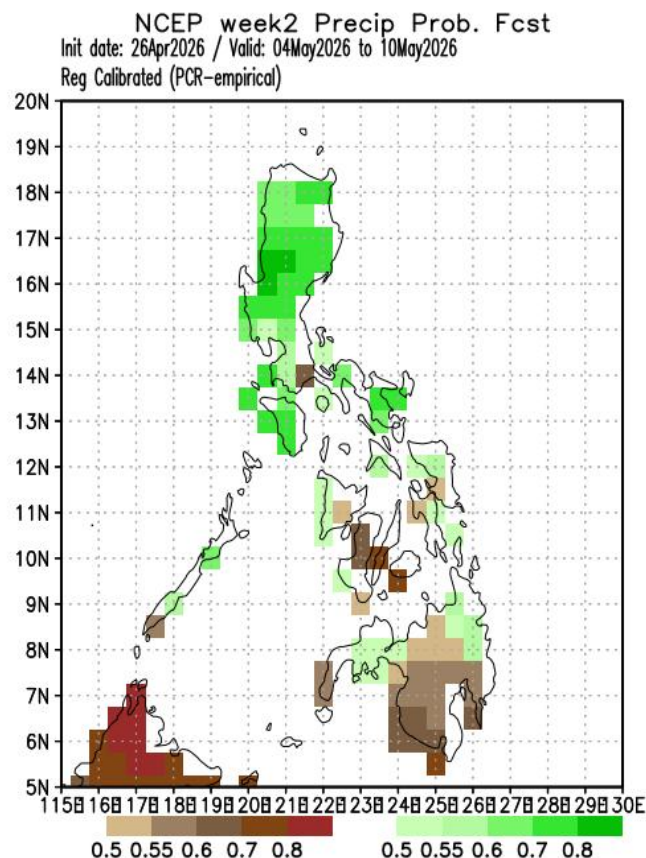 NCEP week2 Precip Prob. Fcst
Init date: 26Apr2026 / Valid: 04May2026 to 10May2026
Reg Calibrated (PCR-empirical)
20N
19N
18N
17N
16N
15N
14N
13N
12N
11N
10N
9N
8N
7N
6N
5N
115E 116E 117E 118E 119E 120E 121E 122E 123E 124E 125E 126E 127E 128E 129E 130E
0.5 0.55 0.6 0.7 0.8 0.5 0.55 0.6 0.7 0.8